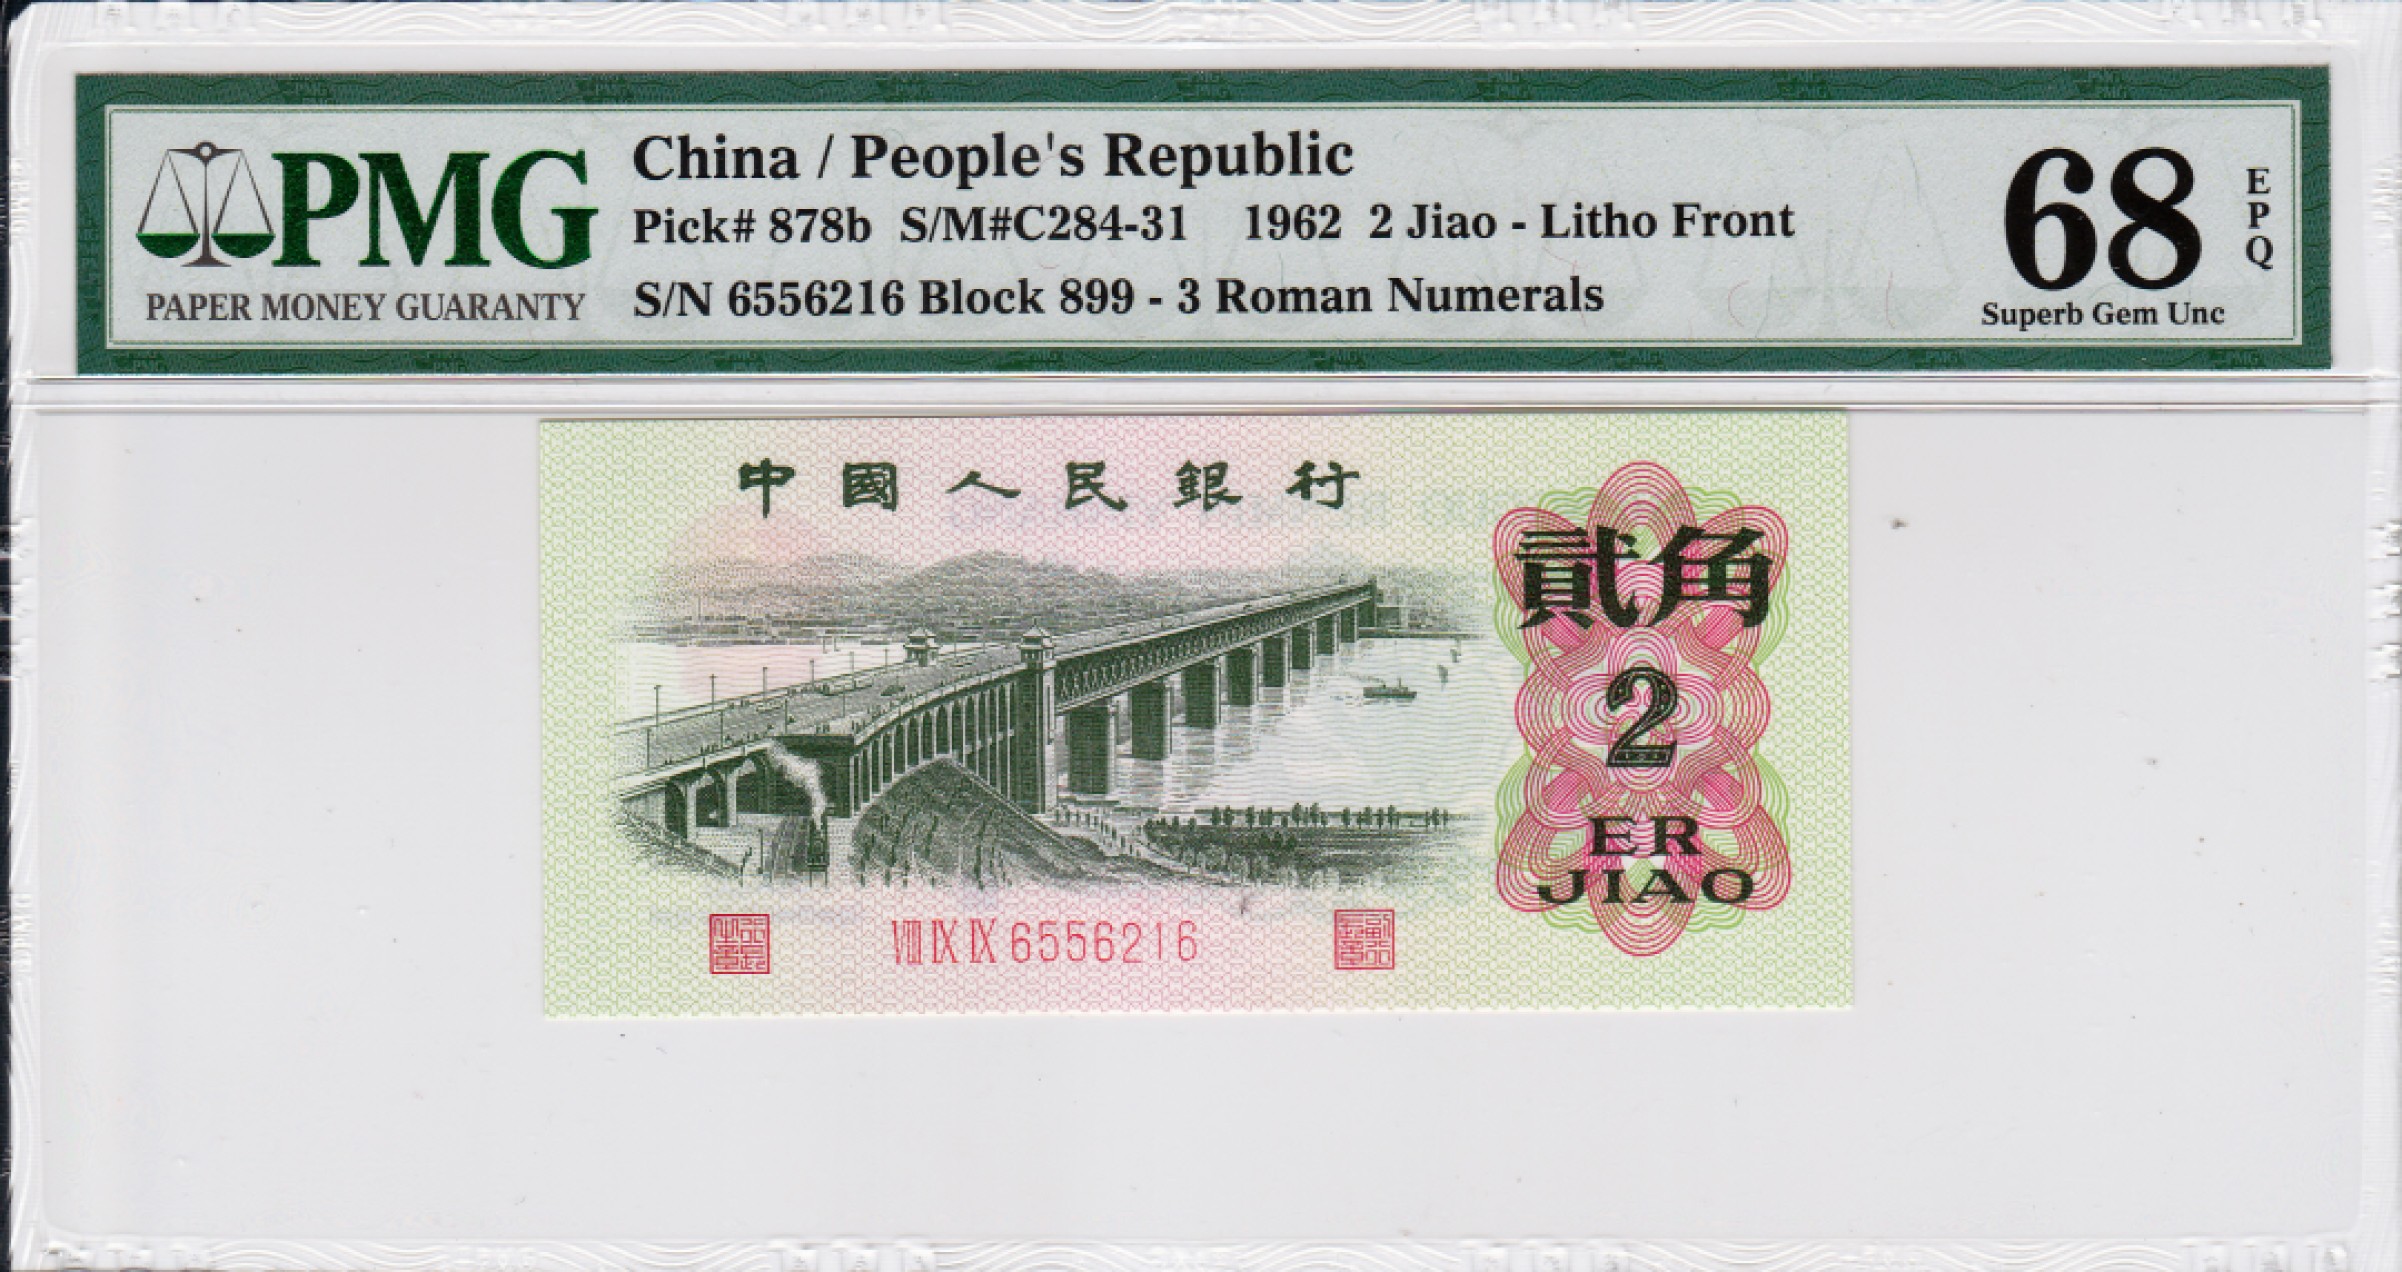 PMG
PAPER MONEY GUARANTY
China / People's Republic
Pick# 878b S/M#C284-31 1962 2 Jiao - Litho Front
S/N 6556216 Block 899 - 3 Roman Numerals
68
EPQ
Superb Gem Unc
中國人民銀行
貳角
2
ER
JIAO
VIII IX IX 6556216